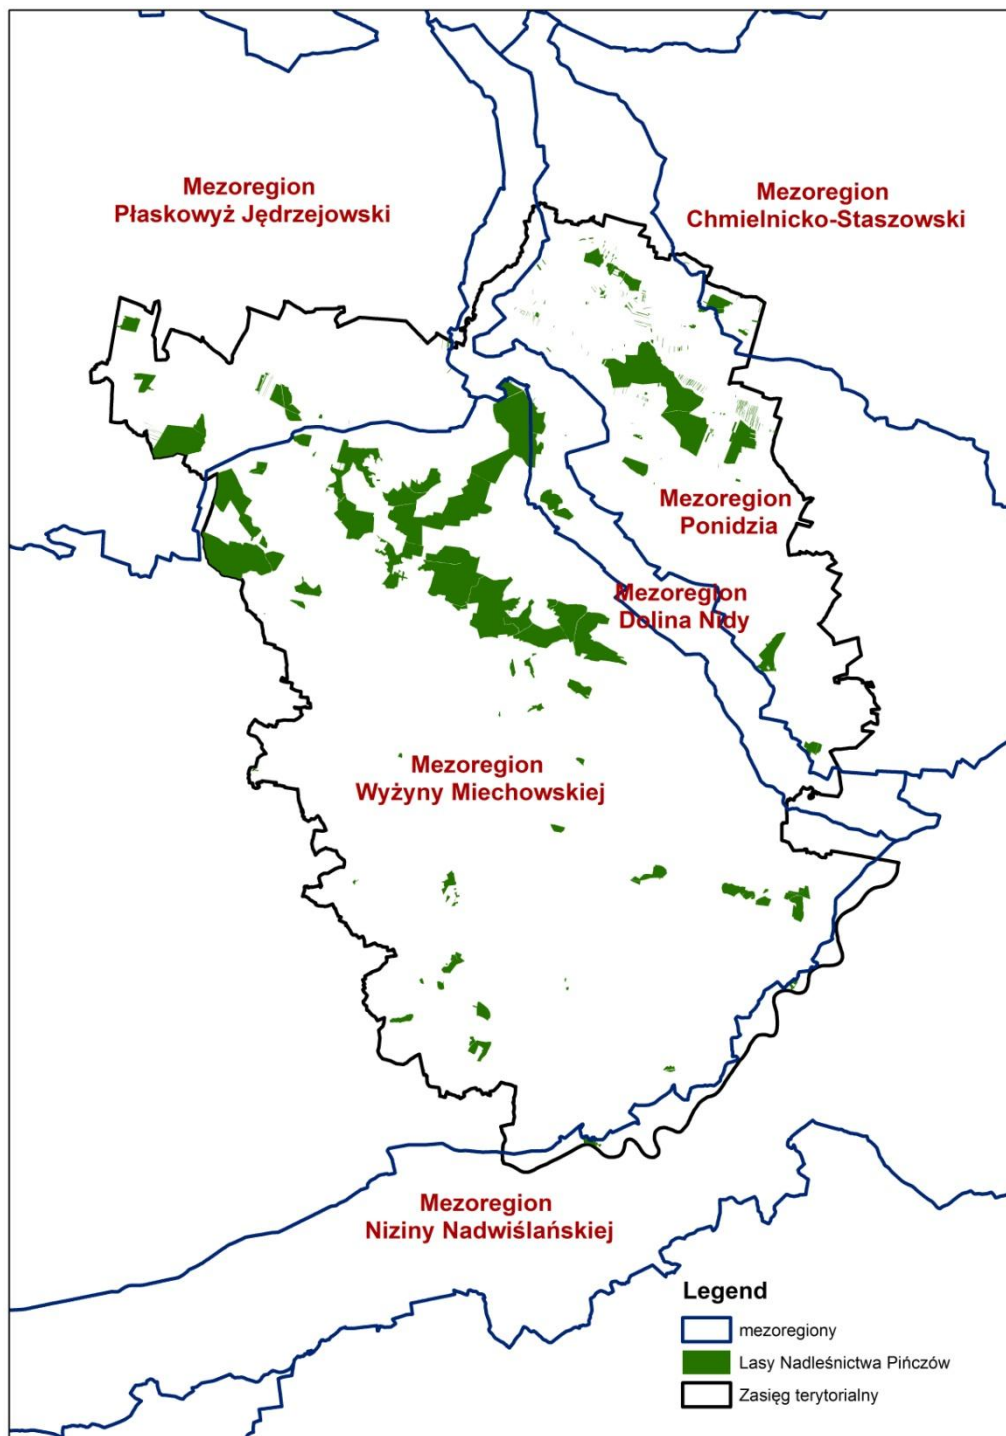 Mezoregion
Płaskowyż Jędrzejowski
Mezoregion
Chmielnicko-Staszowski
Mezoregion
Ponidzia
Mezoregion
Dolina Nidy
Mezoregion
Wyżyny Miechowskiej
Mezoregion
Niziny Nadwiślańskiej
Legend
mezoregiony
Lasy Nadleśnictwa Pińczów
Zasięg terytorialny